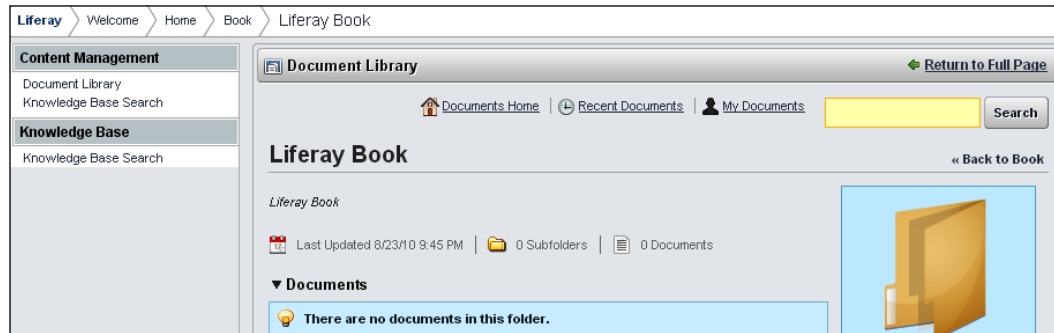 Liferay Welcome Home Book Liferay Book
Content Management
Document Library
Knowledge Base Search
Knowledge Base
Knowledge Base Search
Document Library Return to Full Page
Documents Home | Recent Documents | My Documents Search
Liferay Book « Back to Book
Liferay Book
Last Updated 8/23/10 9:45 PM | 0 Subfolders | 0 Documents
▼ Documents
There are no documents in this folder.